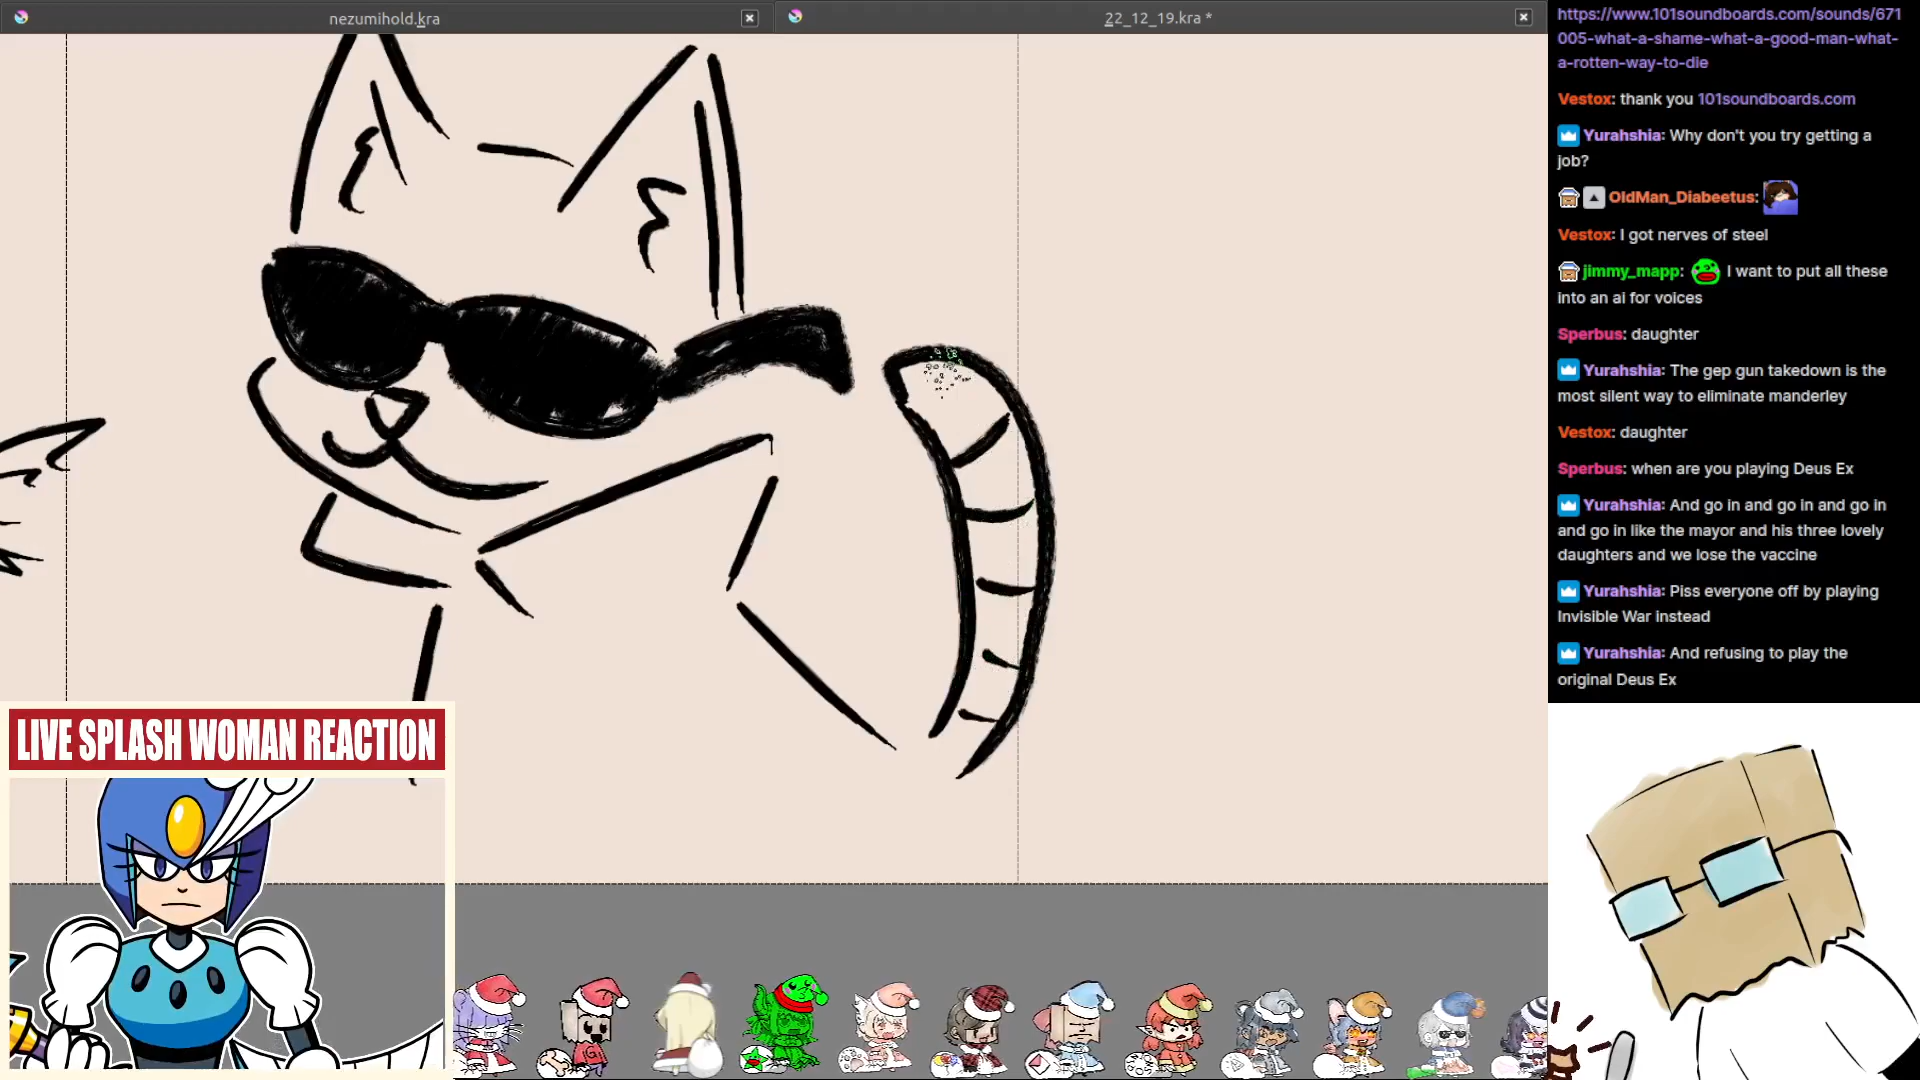 nezumihold.kra
22_12_19.kra *
https://www.101soundboards.com/sounds/671
005-what-a-shame-what-a-good-man-what-
a-rotten-way-to-die
Vestox: thank you 101soundboards.com
Yurahshia: Why don't you try getting a
job?
OldMan_Diabeetus:
Vestox: I got nerves of steel
jimmy_mapp: I want to put all these
into an ai for voices
Sperbus: daughter
Yurahshia: The gep gun takedown is the
most silent way to eliminate manderley
Vestox: daughter
Sperbus: when are you playing Deus Ex
Yurahshia: And go in and go in and go in
and go in like the mayor and his three lovely
daughters and we lose the vaccine
Yurahshia: Piss everyone off by playing
Invisible War instead
Yurahshia: And refusing to play the
original Deus Ex
LIVE SPLASH WOMAN REACTION